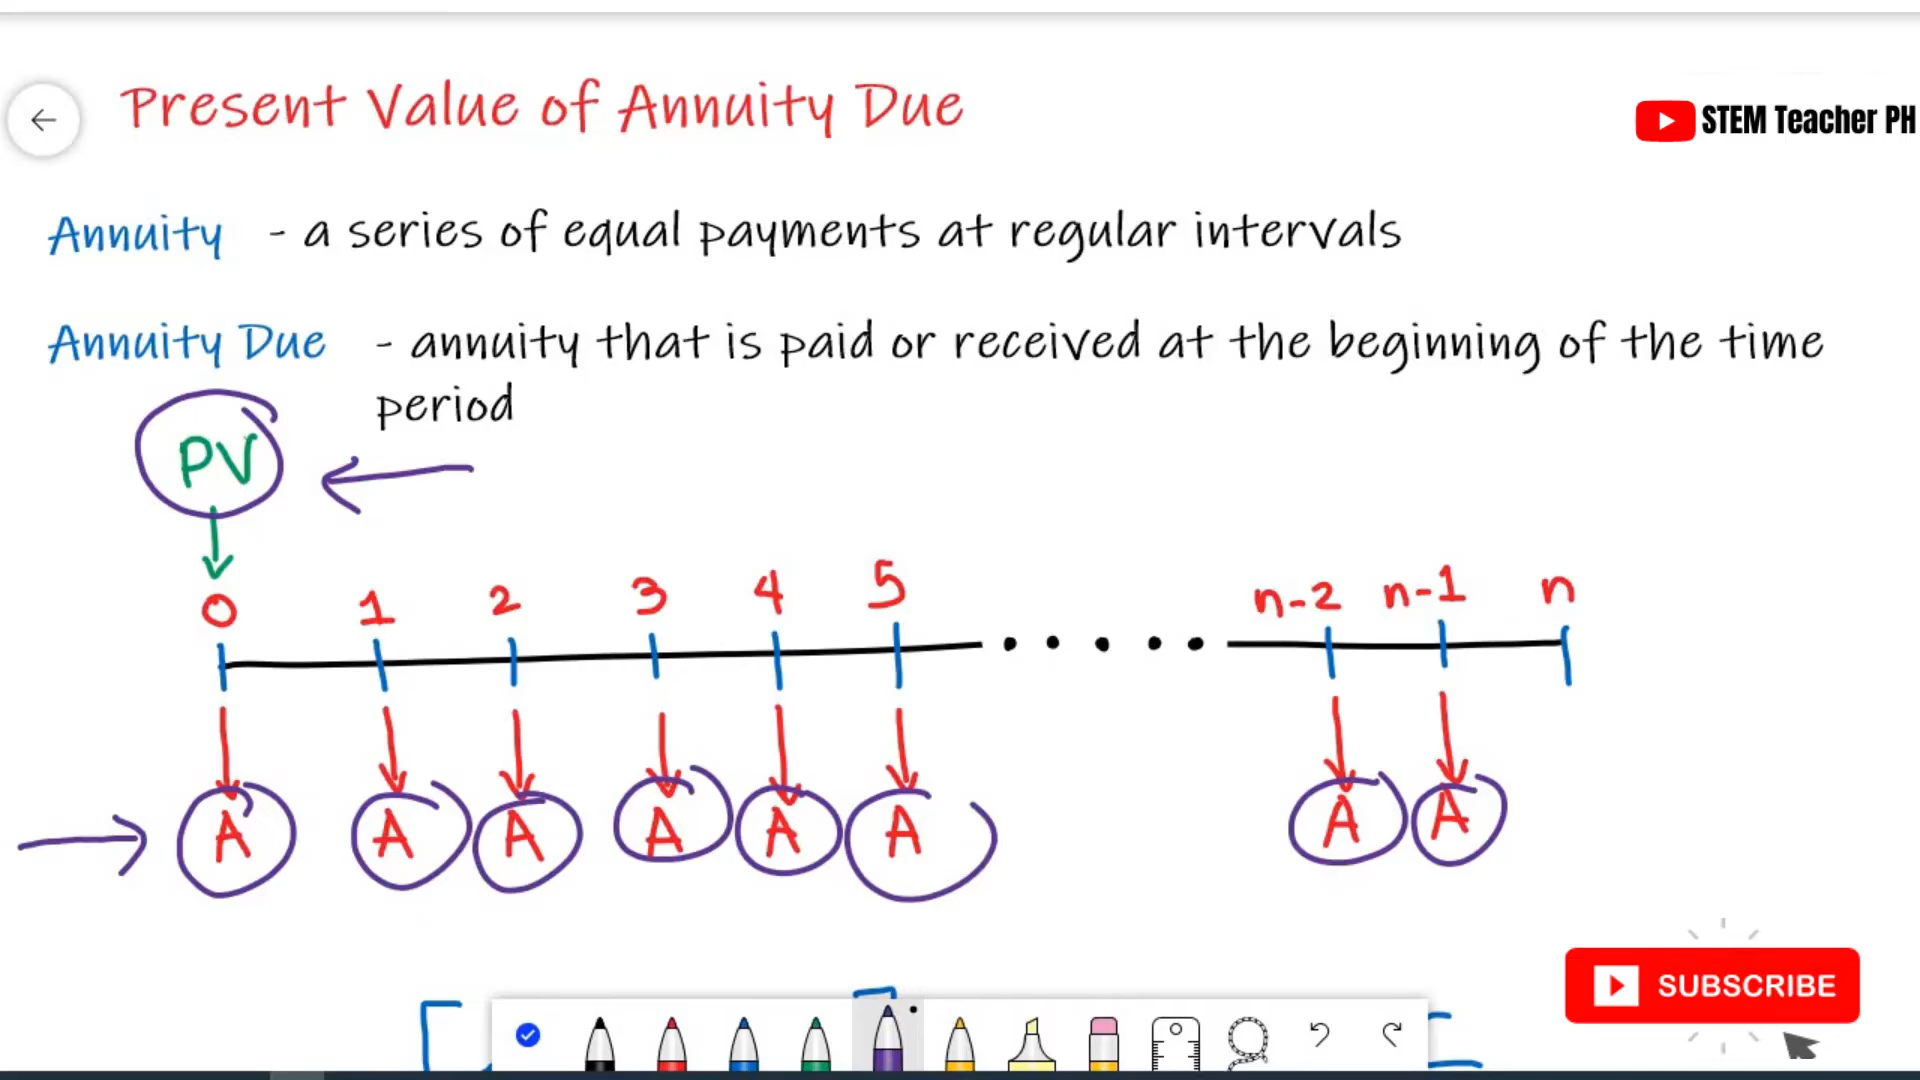 Present Value of Annuity Due
STEM Teacher PH
Annuity - a series of equal payments at regular intervals
Annuity Due - annuity that is paid or received at the beginning of the time
period
PV
0 1 2 3 4 5 n-2 n-1 n
A A A A A A A A
SUBSCRIBE